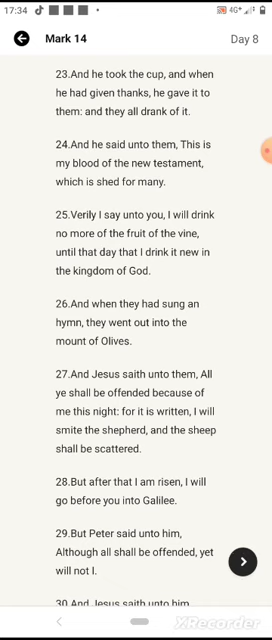 17:34
4G+
Mark 14
Day 8
23.And he took the cup, and when
he had given thanks, he gave it to
them: and they all drank of it.
24.And he said unto them, This is
my blood of the new testament,
which is shed for many.
25.Verily I say unto you, I will drink
no more of the fruit of the vine,
until that day that I drink it new in
the kingdom of God.
26.And when they had sung an
hymn, they went out into the
mount of Olives.
27.And Jesus saith unto them, All
ye shall be offended because of
me this night: for it is written, I will
smite the shepherd, and the sheep
shall be scattered.
28.But after that I am risen, I will
go before you into Galilee.
29.But Peter said unto him,
Although all shall be offended, yet
will not I.
30.And Jesus saith unto him
XRecorder